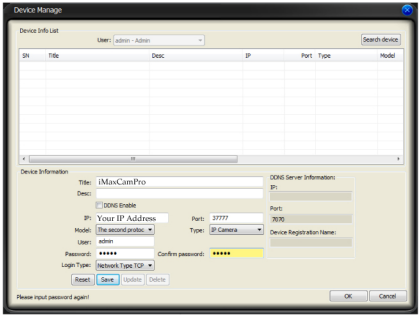 Device Manage
Device Info List
User: admin - Admin
Search device
SN Title Desc IP Port Type Model
Device Information
Title: iMaxCamPro
Desc:
DDNS Enable
IP: Your IP Address Port: 37777
Model: The second protoc Type: IP Camera
User: admin
Password: ●●●●● Confirm password: ●●●●●
Login Type: Network Type TCP
Reset Save Update Delete
DDNS Server Information:
IP:
Port:
7070
Device Registration Name:
Please input password again!
OK Cancel